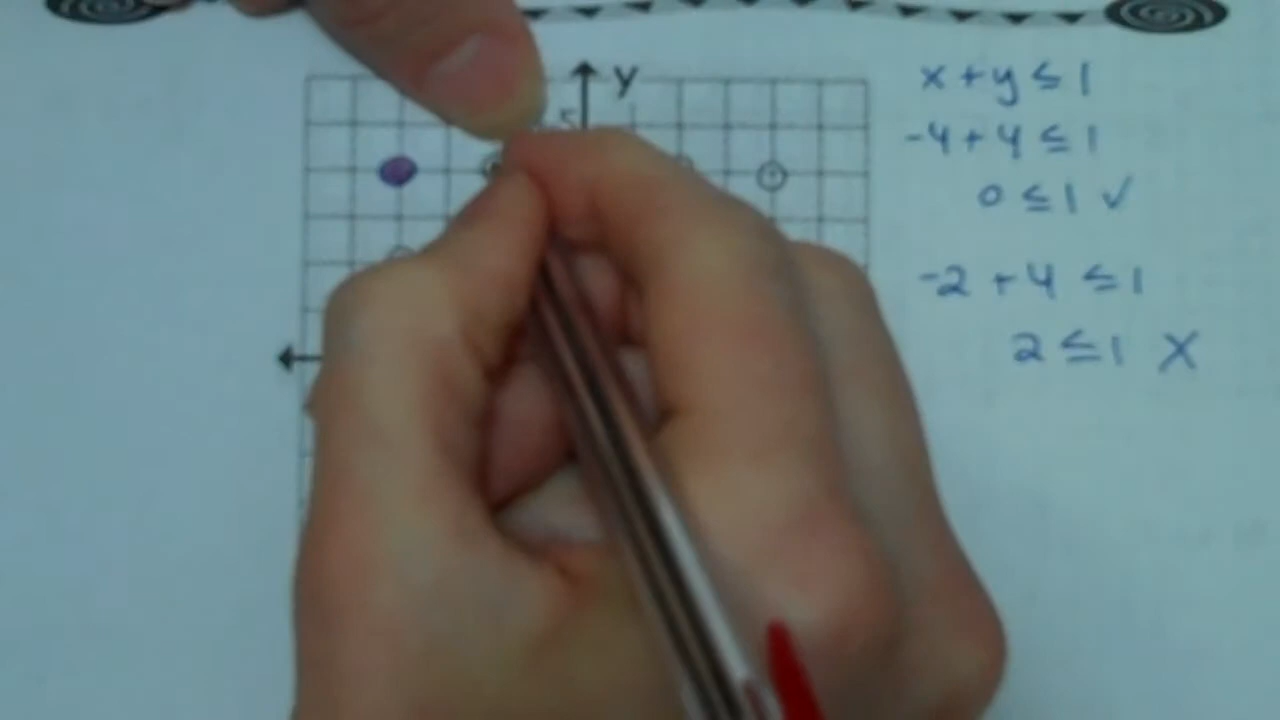 y
5
x + y ≤ 1
-4 + 4 ≤ 1
0 ≤ 1 ✓
-2 + 4 ≤ 1
2 ≤ 1 X